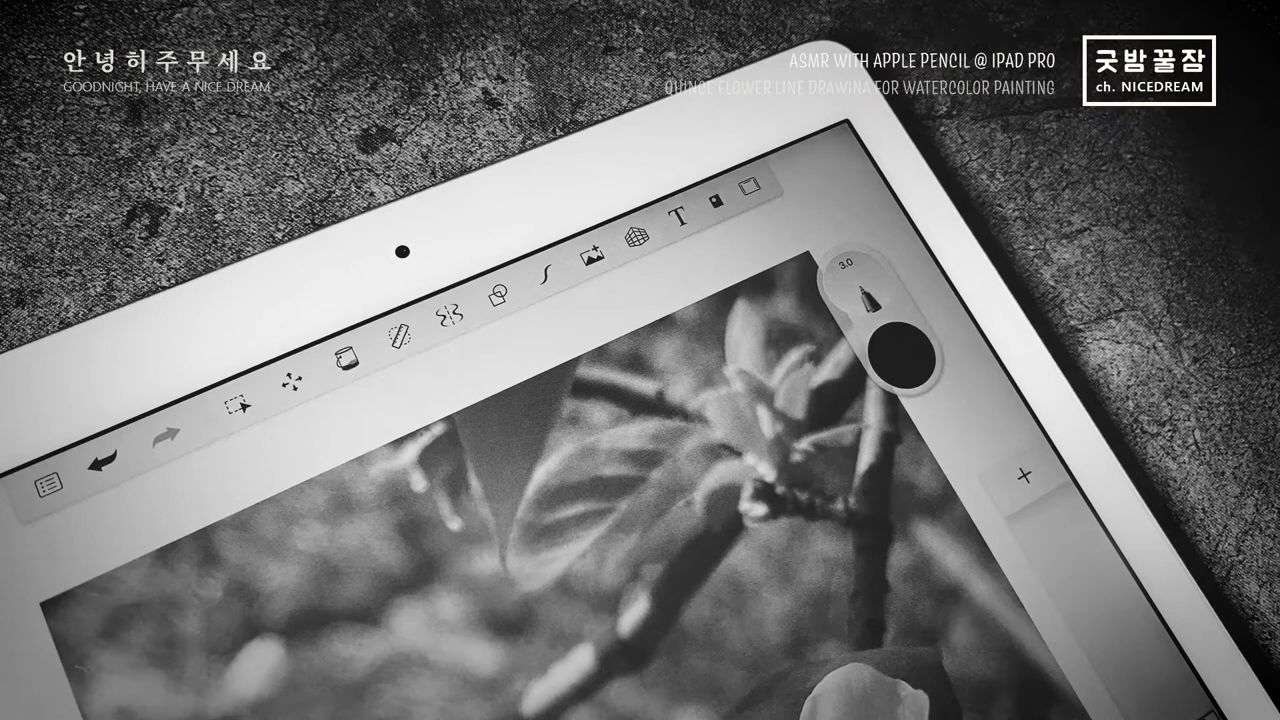 안녕히주무세요
GOODNIGHT, HAVE A NICE DREAM
ASMR WITH APPLE PENCIL @ IPAD PRO
QUINCE FLOWER LINE DRAWINA FOR WATERCOLOR PAINTING
굿밤꿀잠
ch. NICEDREAM
T
3.0